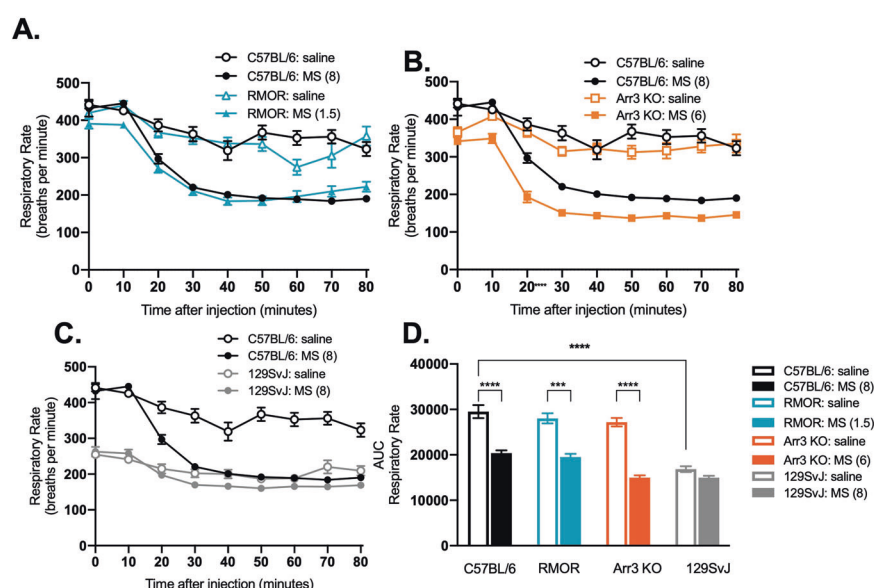 A.
C57BL/6: saline
C57BL/6: MS (8)
RMOR: saline
RMOR: MS (1.5)
Respiratory Rate
(breaths per minute)
500
400
300
200
100
0
0 10 20 30 40 50 60 70 80
Time after injection (minutes)
B.
C57BL/6: saline
C57BL/6: MS (8)
Arr3 KO: saline
Arr3 KO: MS (6)
Respiratory Rate
(breaths per minute)
500
400
300
200
100
0
0 10 20 **** 30 40 50 60 70 80
Time after injection (minutes)
C.
C57BL/6: saline
C57BL/6: MS (8)
129SvJ: saline
129SvJ: MS (8)
Respiratory Rate
(breaths per minute)
500
400
300
200
100
0
0 10 20 30 40 50 60 70 80
Time after injection (minutes)
D.
AUC
Respiratory Rate
40000
30000
20000
10000
0
****
**** *** ****
C57BL/6 RMOR Arr3 KO 129SvJ
C57BL/6: saline
C57BL/6: MS (8)
RMOR: saline
RMOR: MS (1.5)
Arr3 KO: saline
Arr3 KO: MS (6)
129SvJ: saline
129SvJ: MS (8)